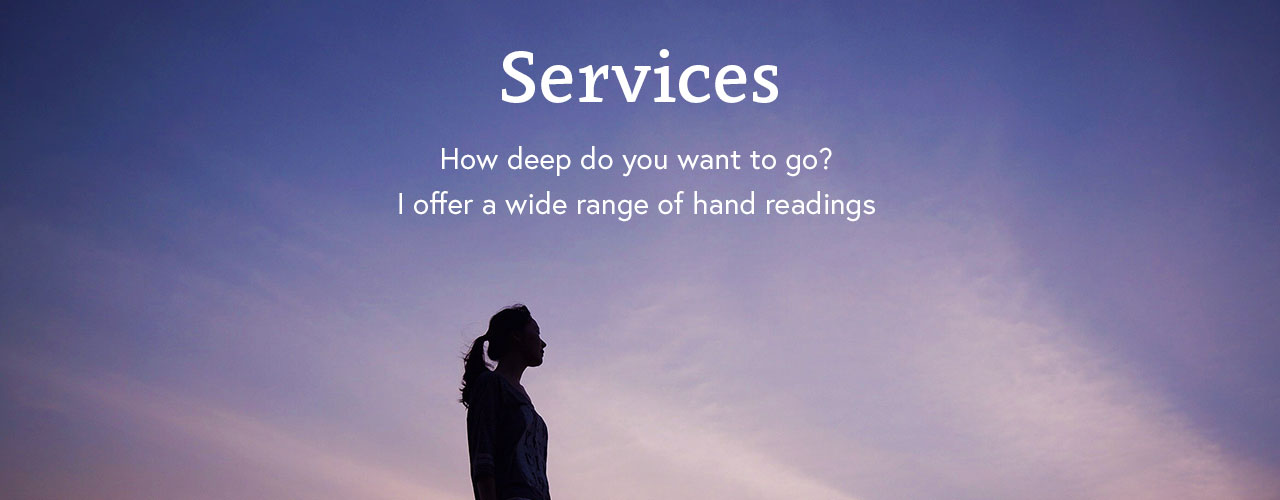 Services
How deep do you want to go?
I offer a wide range of hand readings